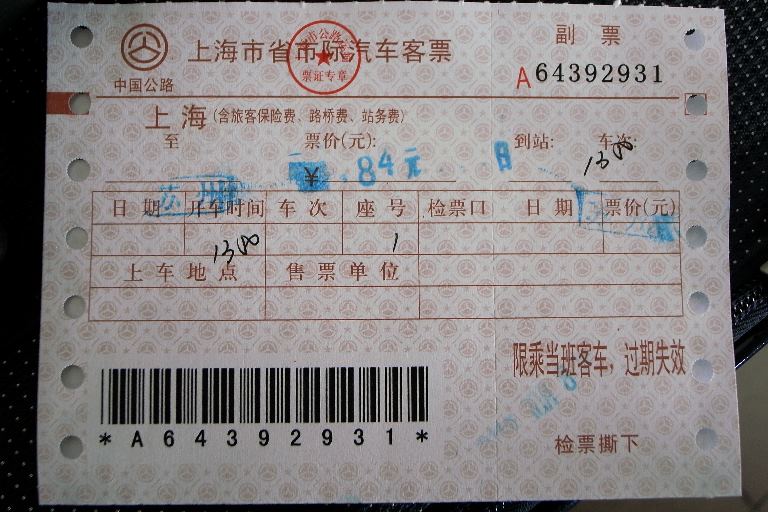 上海市省市际汽车客票
副 票
中国公路
票证专章
A64392931
上海(含旅客保险费、路桥费、站务费)
至 票价(元): 到站: 车次:
¥ 84元 1300
苏州
日 期 开车时间 车 次 座 号 检票口 日 期 票价(元)
1300 1
上 车 地 点 售 票 单 位
限乘当班客车，过期失效
*A64392931*
检票撕下